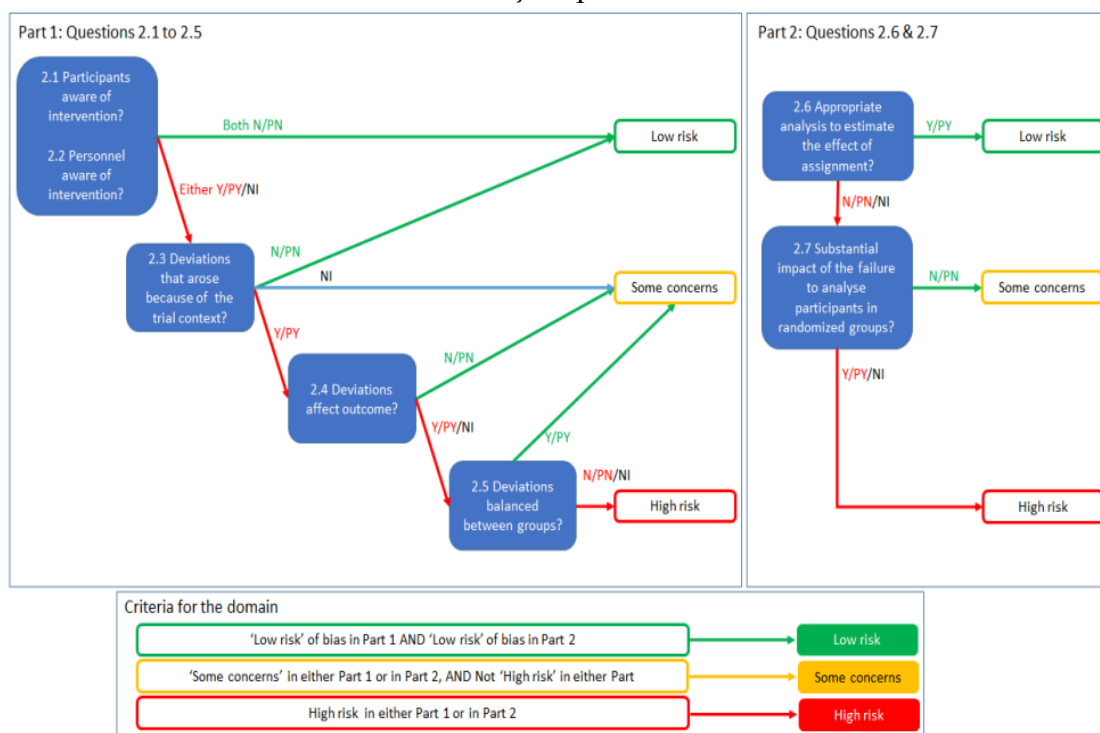 Part 1: Questions 2.1 to 2.5
2.1 Participants
aware of
intervention?
2.2 Personnel
aware of
intervention?
Both N/PN
Low risk
Either Y/PY/NI
2.3 Deviations
that arose
because of the
trial context?
N/PN
NI
Some concerns
Y/PY
2.4 Deviations
affect outcome?
N/PN
Y/PY/NI
Y/PY
2.5 Deviations
balanced
between groups?
N/PN/NI
High risk
Part 2: Questions 2.6 & 2.7
2.6 Appropriate
analysis to estimate
the effect of
assignment?
Y/PY
Low risk
N/PN/NI
2.7 Substantial
impact of the failure
to analyse
participants in
randomized groups?
N/PN
Some concerns
Y/PY/NI
High risk
Criteria for the domain
'Low risk' of bias in Part 1 AND 'Low risk' of bias in Part 2
Low risk
'Some concerns' in either Part 1 or in Part 2, AND Not 'High risk' in either Part
Some concerns
High risk in either Part 1 or in Part 2
High risk